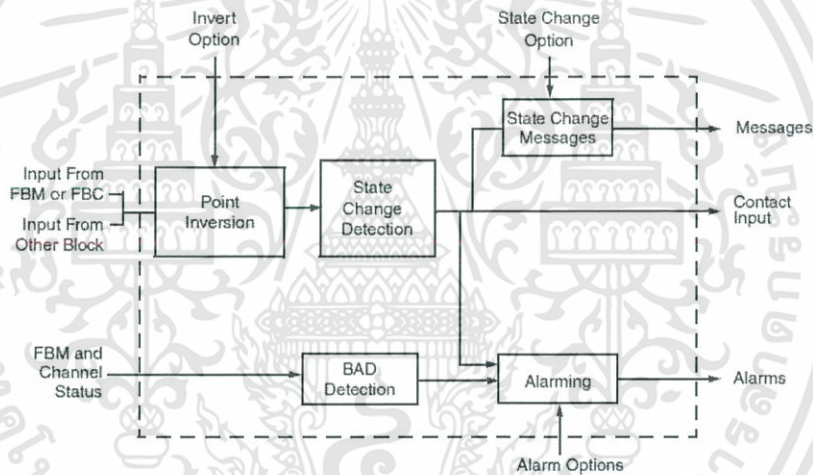 Invert
Option
State Change
Option
State Change
Messages
Messages
Input From
FBM or FBC
Input From
Other Block
Point
Inversion
State
Change
Detection
Contact
Input
FBM and
Channel
Status
BAD
Detection
Alarming
Alarms
Alarm Options